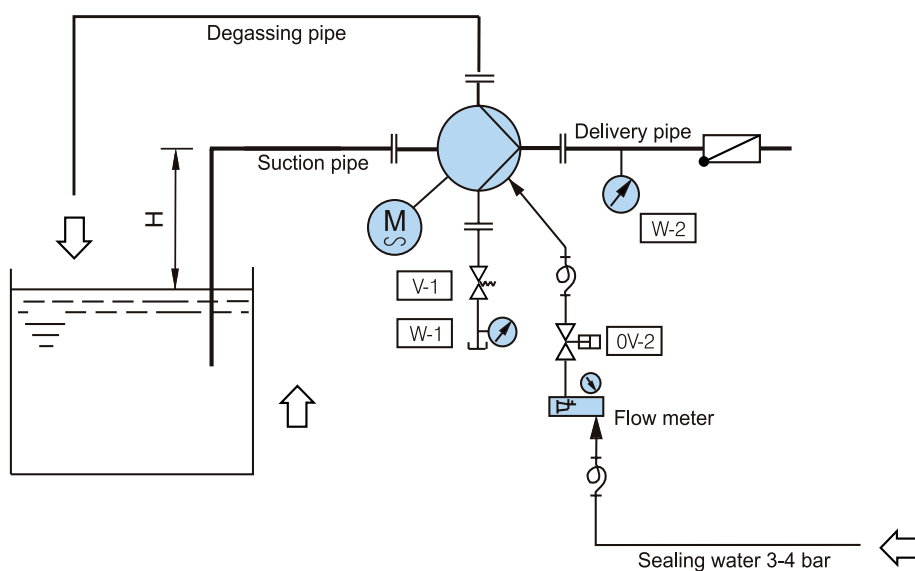 Degassing pipe
Suction pipe
Delivery pipe
H
M
S
W-2
V-1
W-1
0V-2
Flow meter
Sealing water 3-4 bar